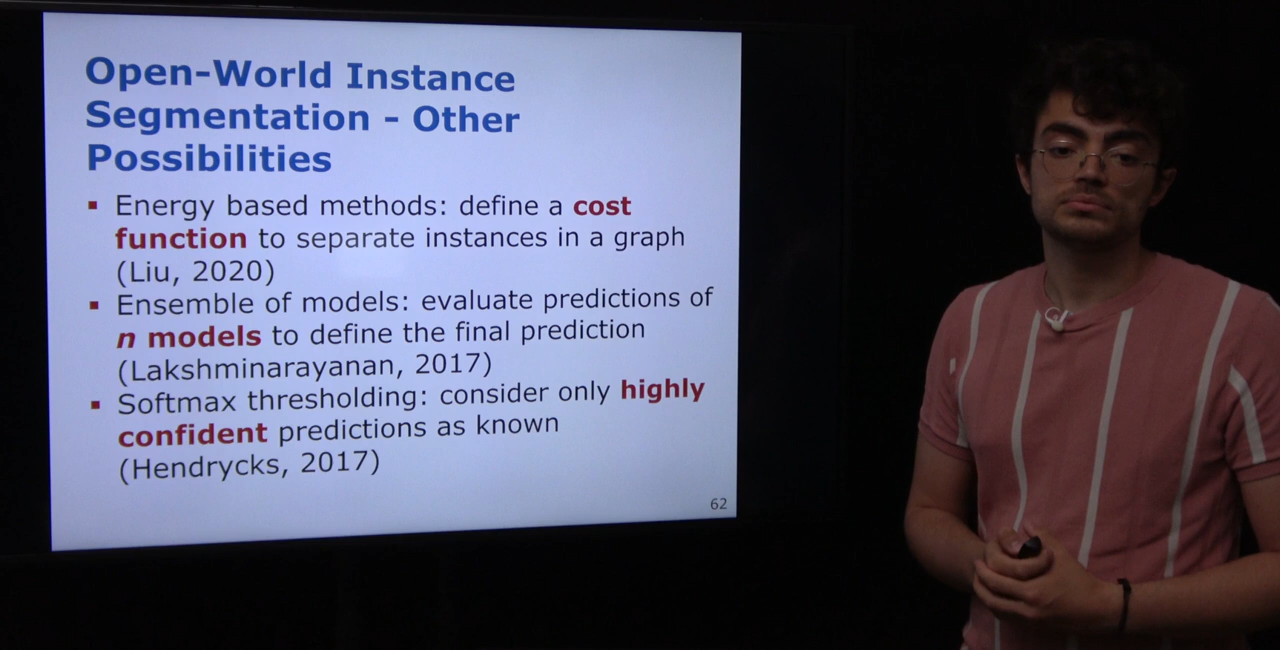 Open-World Instance
Segmentation - Other
Possibilities
▪ Energy based methods: define a cost
function to separate instances in a graph
(Liu, 2020)
▪ Ensemble of models: evaluate predictions of
n models to define the final prediction
(Lakshminarayanan, 2017)
▪ Softmax thresholding: consider only highly
confident predictions as known
(Hendrycks, 2017)
62